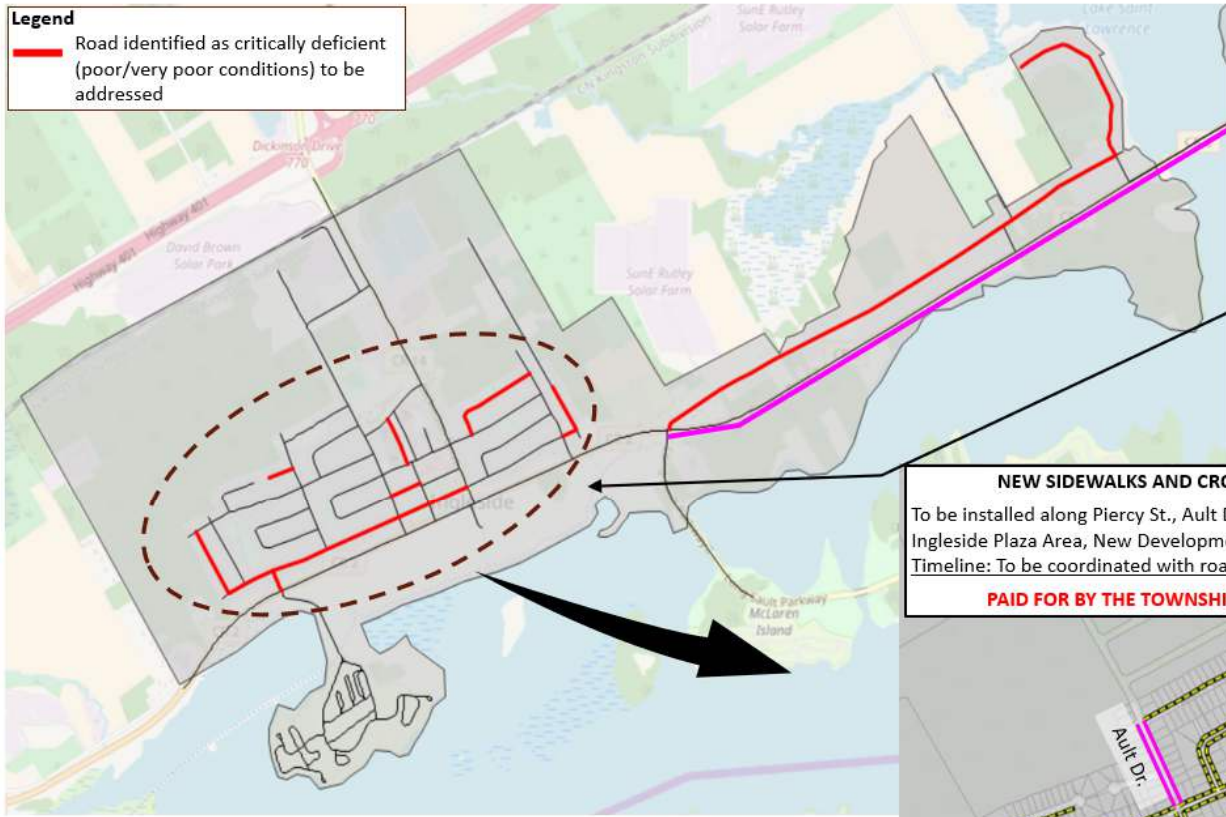 Legend
Road identified as critically deficient
(poor/very poor conditions) to be
addressed
SunE Rutley
Solar Farm
Lake Saint
Lawrence
CN Kingston Subdivision
770
Dickinson Drive
770
Highway 401
Highway 401
David Brown
Solar Park
SunE Rutley
Solar Farm
Ingleside
Ault Parkway
McLaren
Island
NEW SIDEWALKS AND CRO
To be installed along Piercy St., Ault D
Ingleside Plaza Area, New Developme
Timeline: To be coordinated with roa
PAID FOR BY THE TOWNSHI
Ault Dr.